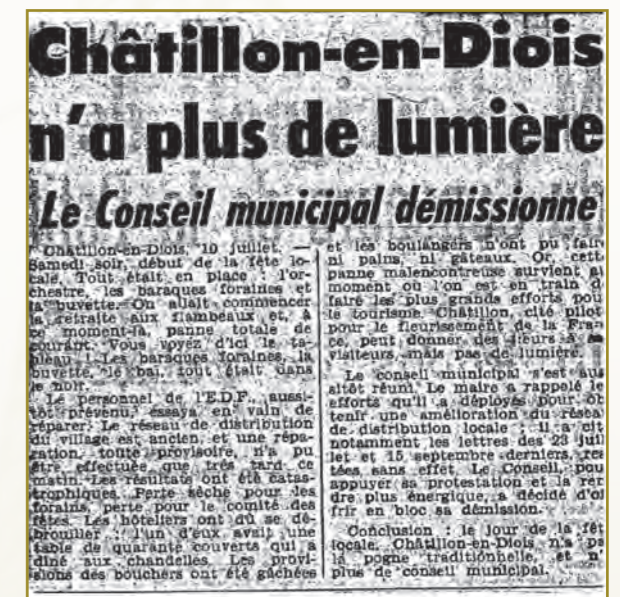 Châtillon-en-Diois
n'a plus de lumière
Le Conseil municipal démissionne
Châtillon-en-Diois, 10 juillet. —
Samedi soir, début de la fête lo-
cale. Tout était en place : l'or-
chestre, les baraques foraines et
la buvette. On allait commencer
la retraite aux flambeaux et, à
ce moment-là, panne totale de
courant. Vous voyez d'ici le ta-
bleau ! Les baraques foraines, la
buvette, le bal, tout était dans
le noir.
Le personnel de l'E.D.F., aussi-
tôt prévenu, essaya en vain de
réparer. Le réseau de distribution
du village est ancien, et une répa-
ration, toute provisoire, n'a pu
être effectuée que très tard ce
matin. Les résultats ont été catas-
trophiques. Perte sèche pour les
forains, perte pour le comité des
fêtes. Les hôteliers ont dû se dé-
brouiller : l'un d'eux avait une
table de quarante couverts qui a
dîné aux chandelles. Les provi-
sions des bouchers ont été gâchées
et les boulangers n'ont pu faire
ni pains, ni gâteaux. Or, cett
panne malencontreuse survient a
moment où l'on est en train d
faire les plus grands efforts pou
le tourisme. Châtillon, cité pilot
pour le fleurissement de la Fran
ce, peut donner des fleurs à se
visiteurs, mais pas de lumière.
Le conseil municipal s'est aus
sitôt réuni. Le maire a rappelé le
efforts qu'il a déployés pour ob
tenir une amélioration du résea
de distribution locale ; il a cit
notamment les lettres des 23 juil
let et 15 septembre derniers, res
tées sans effet. Le Conseil, pou
appuyer sa protestation et la ren
dre plus énergique, a décidé d'of
frir en bloc sa démission.
Conclusion : le jour de la fêt
locale, Châtillon-en-Diois n'a pa
la pogne traditionnelle, et n'
plus de conseil municipal.